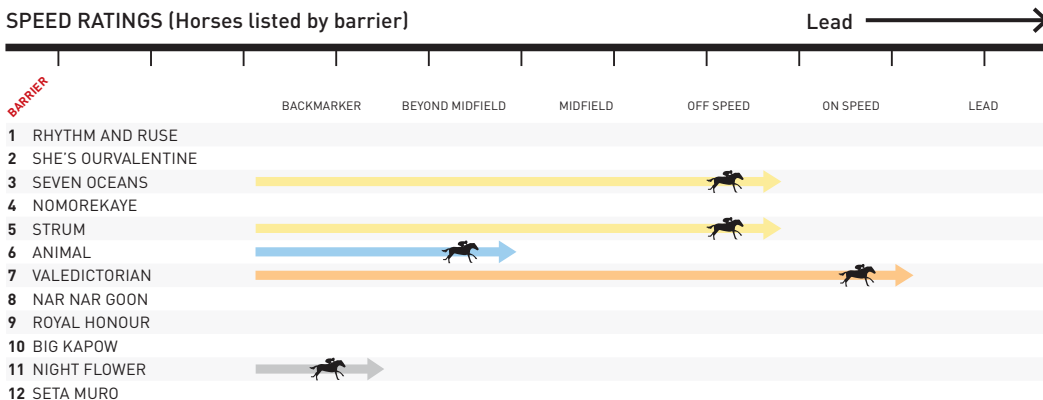 SPEED RATINGS (Horses listed by barrier) Lead
BARRIER BACKMARKER BEYOND MIDFIELD MIDFIELD OFF SPEED ON SPEED LEAD
1 RHYTHM AND RUSE
2 SHE'S OURVALENTINE
3 SEVEN OCEANS
4 NOMOREKAYE
5 STRUM
6 ANIMAL
7 VALEDICTORIAN
8 NAR NAR GOON
9 ROYAL HONOUR
10 BIG KAPOW
11 NIGHT FLOWER
12 SETA MURO